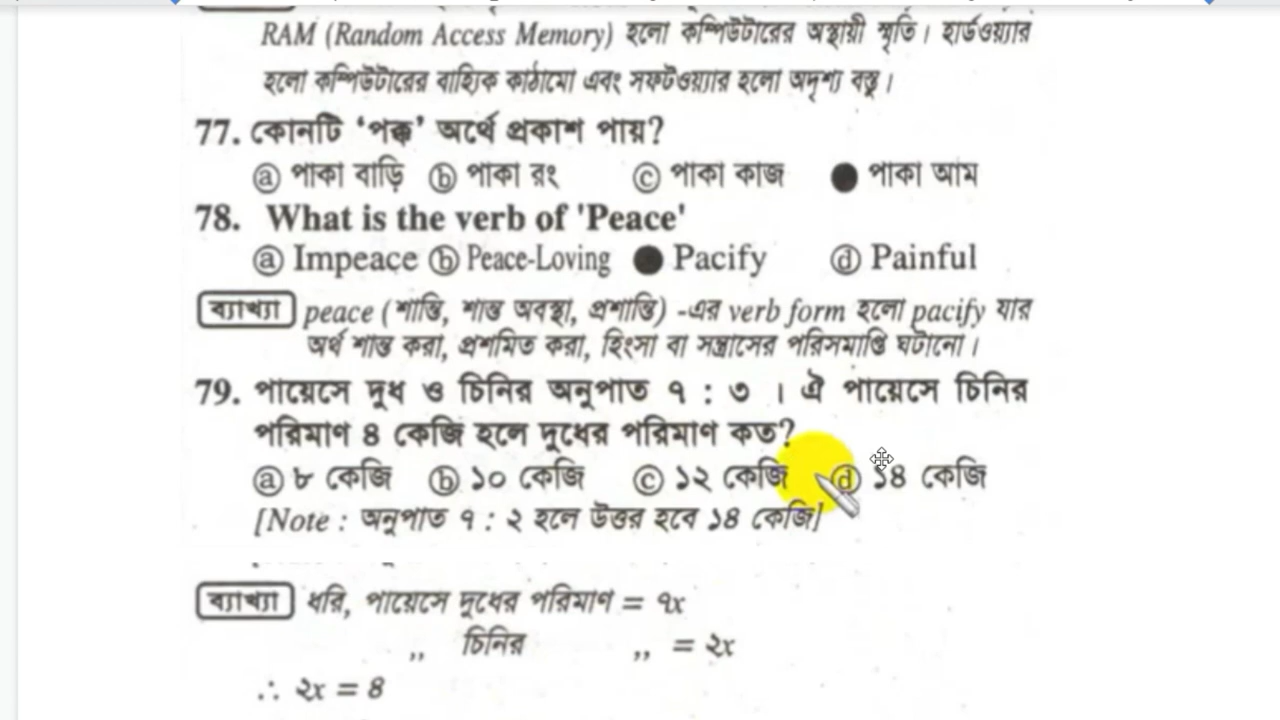 RAM (Random Access Memory) হলো কম্পিউটারের অস্থায়ী স্মৃতি। হার্ডওয়্যার
হলো কম্পিউটারের বাহ্যিক কাঠামো এবং সফটওয়্যার হলো অদৃশ্য বস্তু।
77. কোনটি ‘পক্ক’ অর্থে প্রকাশ পায়?
ⓐ পাকা বাড়ি ⓑ পাকা রং ⓒ পাকা কাজ ● পাকা আম
78. What is the verb of 'Peace'
ⓐ Impeace ⓑ Peace-Loving ● Pacify ⓓ Painful
ব্যাখ্যা peace (শান্তি, শান্ত অবস্থা, প্রশান্তি) -এর verb form হলো pacify যার
অর্থ শান্ত করা, প্রশমিত করা, হিংসা বা সন্ত্রাসের পরিসমাপ্তি ঘটানো।
79. পায়েসে দুধ ও চিনির অনুপাত ৭ : ৩ । ঐ পায়েসে চিনির
পরিমাণ ৪ কেজি হলে দুধের পরিমাণ কত?
ⓐ ৮ কেজি ⓑ ১০ কেজি ⓒ ১২ কেজি ⓓ ১৪ কেজি
[Note : অনুপাত ৭ : ২ হলে উত্তর হবে ১৪ কেজি]
ব্যাখ্যা ধরি, পায়েসে দুধের পরিমাণ = ৭x
,, চিনির ,, = ২x
∴ ২x = ৪